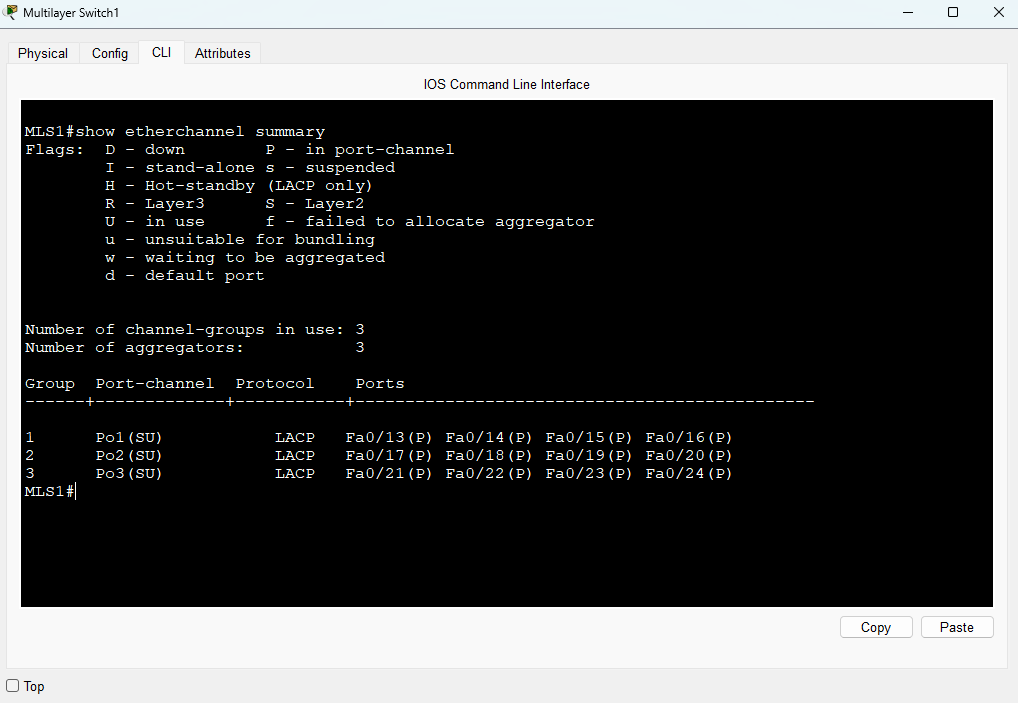 Multilayer Switch1
Physical Config CLI Attributes
IOS Command Line Interface
MLS1#show etherchannel summary
Flags:  D - down        P - in port-channel
        I - stand-alone s - suspended
        H - Hot-standby (LACP only)
        R - Layer3      S - Layer2
        U - in use      f - failed to allocate aggregator
        u - unsuitable for bundling
        w - waiting to be aggregated
        d - default port
Number of channel-groups in use: 3
Number of aggregators:           3
Group  Port-channel  Protocol    Ports
------+-------------+-----------+----------------------------------------------
1      Po1(SU)           LACP   Fa0/13(P) Fa0/14(P) Fa0/15(P) Fa0/16(P)
2      Po2(SU)           LACP   Fa0/17(P) Fa0/18(P) Fa0/19(P) Fa0/20(P)
3      Po3(SU)           LACP   Fa0/21(P) Fa0/22(P) Fa0/23(P) Fa0/24(P)
MLS1#
Copy Paste
Top